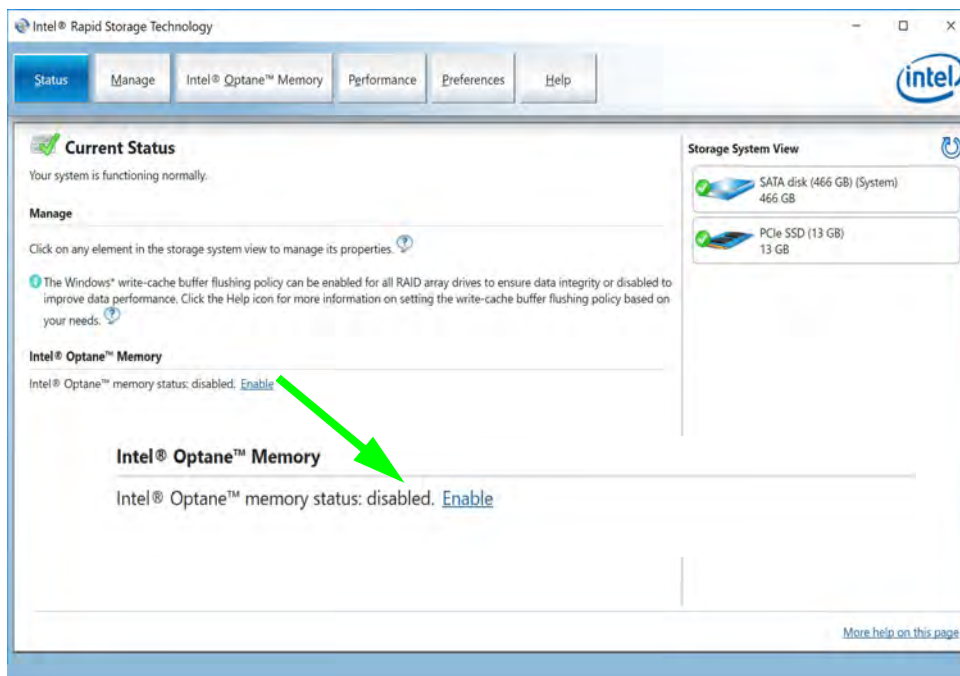 Intel® Rapid Storage Technology
Status
Manage
Intel® Optane™ Memory
Performance
Preferences
Help
intel
Current Status
Your system is functioning normally.
Manage
Click on any element in the storage system view to manage its properties.
The Windows* write-cache buffer flushing policy can be enabled for all RAID array drives to ensure data integrity or disabled to
improve data performance. Click the Help icon for more information on setting the write-cache buffer flushing policy based on
your needs.
Intel® Optane™ Memory
Intel® Optane™ memory status: disabled. Enable
Intel® Optane™ Memory
Intel® Optane™ memory status: disabled. Enable
Storage System View
SATA disk (466 GB) (System)
466 GB
PCIe SSD (13 GB)
13 GB
More help on this page